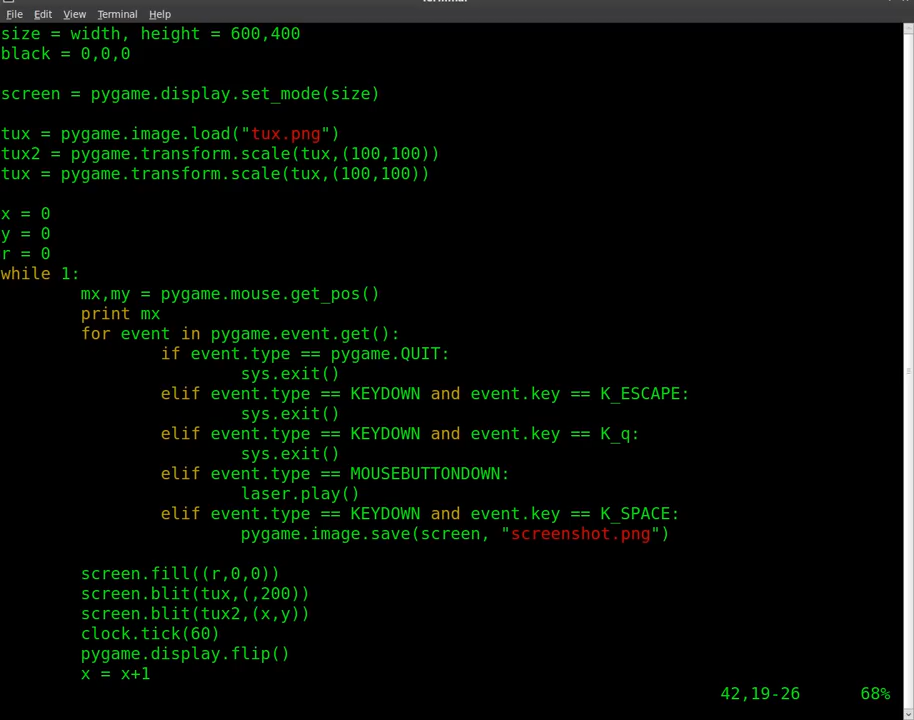 Terminal
File Edit View Terminal Help
size = width, height = 600,400
black = 0,0,0
screen = pygame.display.set_mode(size)
tux = pygame.image.load("tux.png")
tux2 = pygame.transform.scale(tux,(100,100))
tux = pygame.transform.scale(tux,(100,100))
x = 0
y = 0
r = 0
while 1:
        mx,my = pygame.mouse.get_pos()
        print mx
        for event in pygame.event.get():
                if event.type == pygame.QUIT:
                        sys.exit()
                elif event.type == KEYDOWN and event.key == K_ESCAPE:
                        sys.exit()
                elif event.type == KEYDOWN and event.key == K_q:
                        sys.exit()
                elif event.type == MOUSEBUTTONDOWN:
                        laser.play()
                elif event.type == KEYDOWN and event.key == K_SPACE:
                        pygame.image.save(screen, "screenshot.png")
        screen.fill((r,0,0))
        screen.blit(tux,(,200))
        screen.blit(tux2,(x,y))
        clock.tick(60)
        pygame.display.flip()
        x = x+1
42,19-26 68%